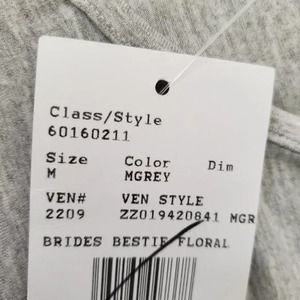 Class/Style
60160211
Size Color Dim
M MGREY
VEN# VEN STYLE
2209 ZZ019420841 MGR
BRIDES BESTIE FLORAL